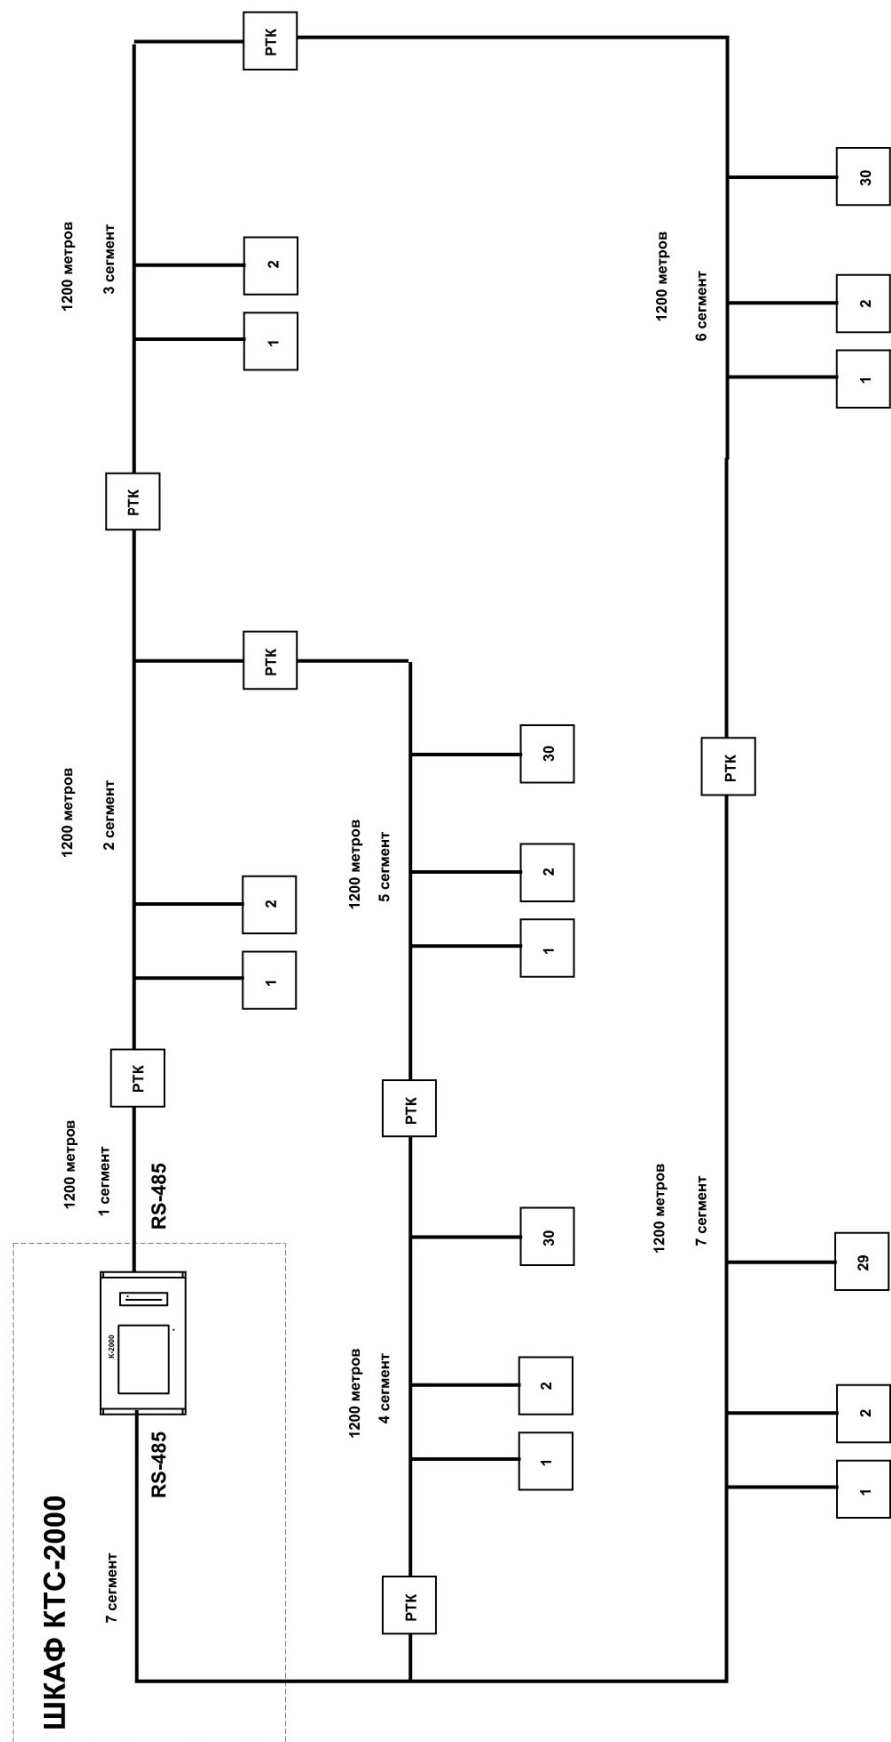 ШКАФ КТС-2000
1200 метров
1200 метров
1200 метров
7 сегмент
К-2000
1 сегмент
2 сегмент
3 сегмент
РТК
РТК
RS-485
RS-485
1
2
РТК
1
2
РТК
1200 метров
1200 метров
4 сегмент
5 сегмент
РТК
РТК
1
2
30
1
2
30
1200 метров
1200 метров
7 сегмент
6 сегмент
РТК
1
2
29
1
2
30